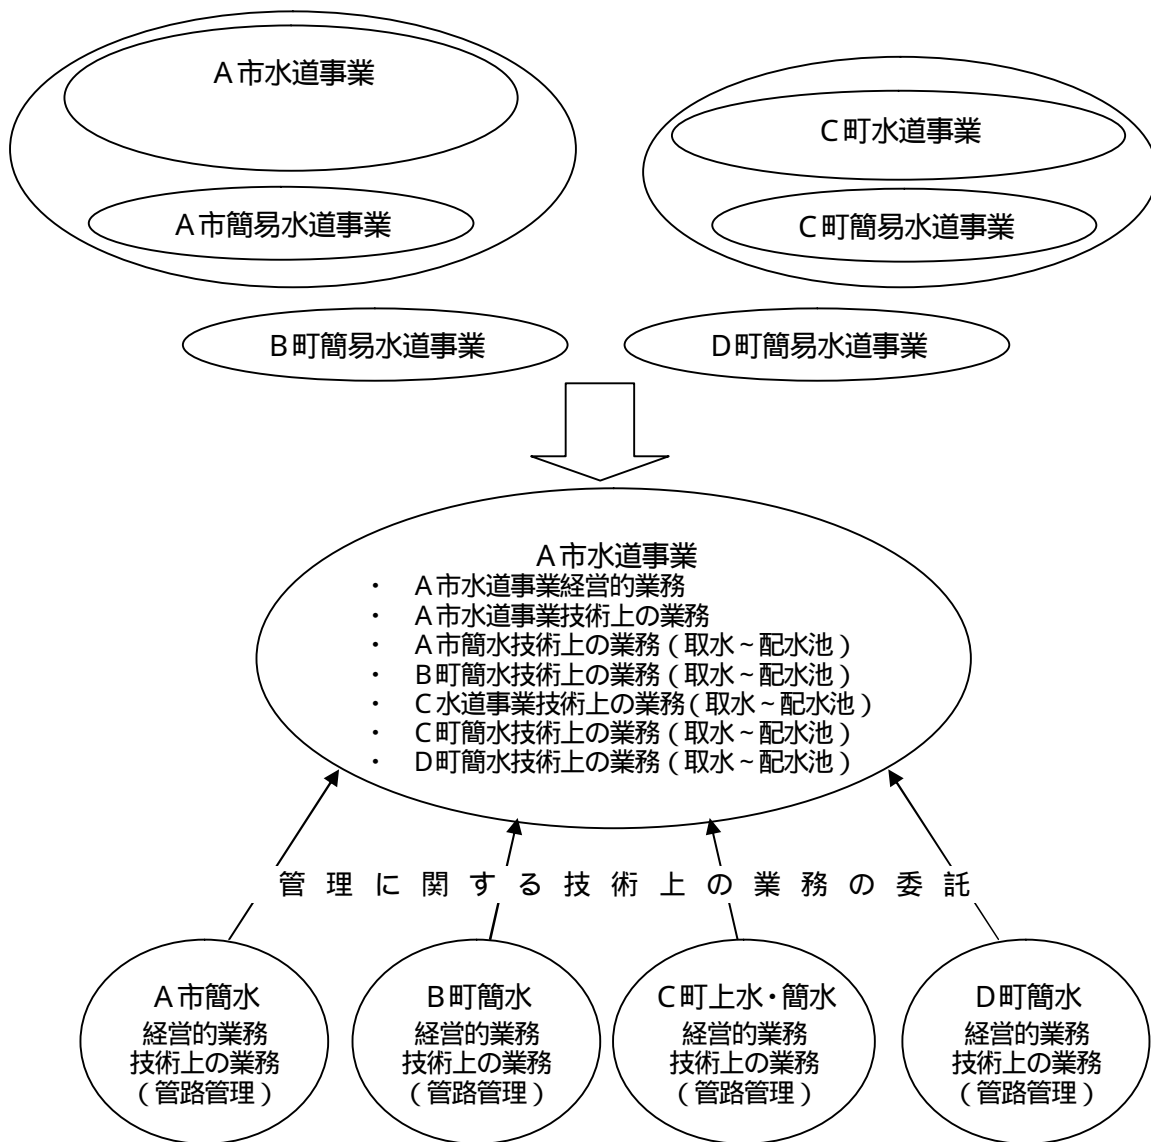 A市水道事業
C町水道事業
A市簡易水道事業
C町簡易水道事業
B町簡易水道事業
D町簡易水道事業
A市水道事業
・ A市水道事業経営的業務
・ A市水道事業技術上の業務
・ A市簡水技術上の業務(取水~配水池)
・ B町簡水技術上の業務(取水~配水池)
・ C水道事業技術上の業務(取水~配水池)
・ C町簡水技術上の業務(取水~配水池)
・ D町簡水技術上の業務(取水~配水池)
管理に関する技術上の業務の委託
A市簡水
経営的業務
技術上の業務
(管路管理)
B町簡水
経営的業務
技術上の業務
(管路管理)
C町上水・簡水
経営的業務
技術上の業務
(管路管理)
D町簡水
経営的業務
技術上の業務
(管路管理)